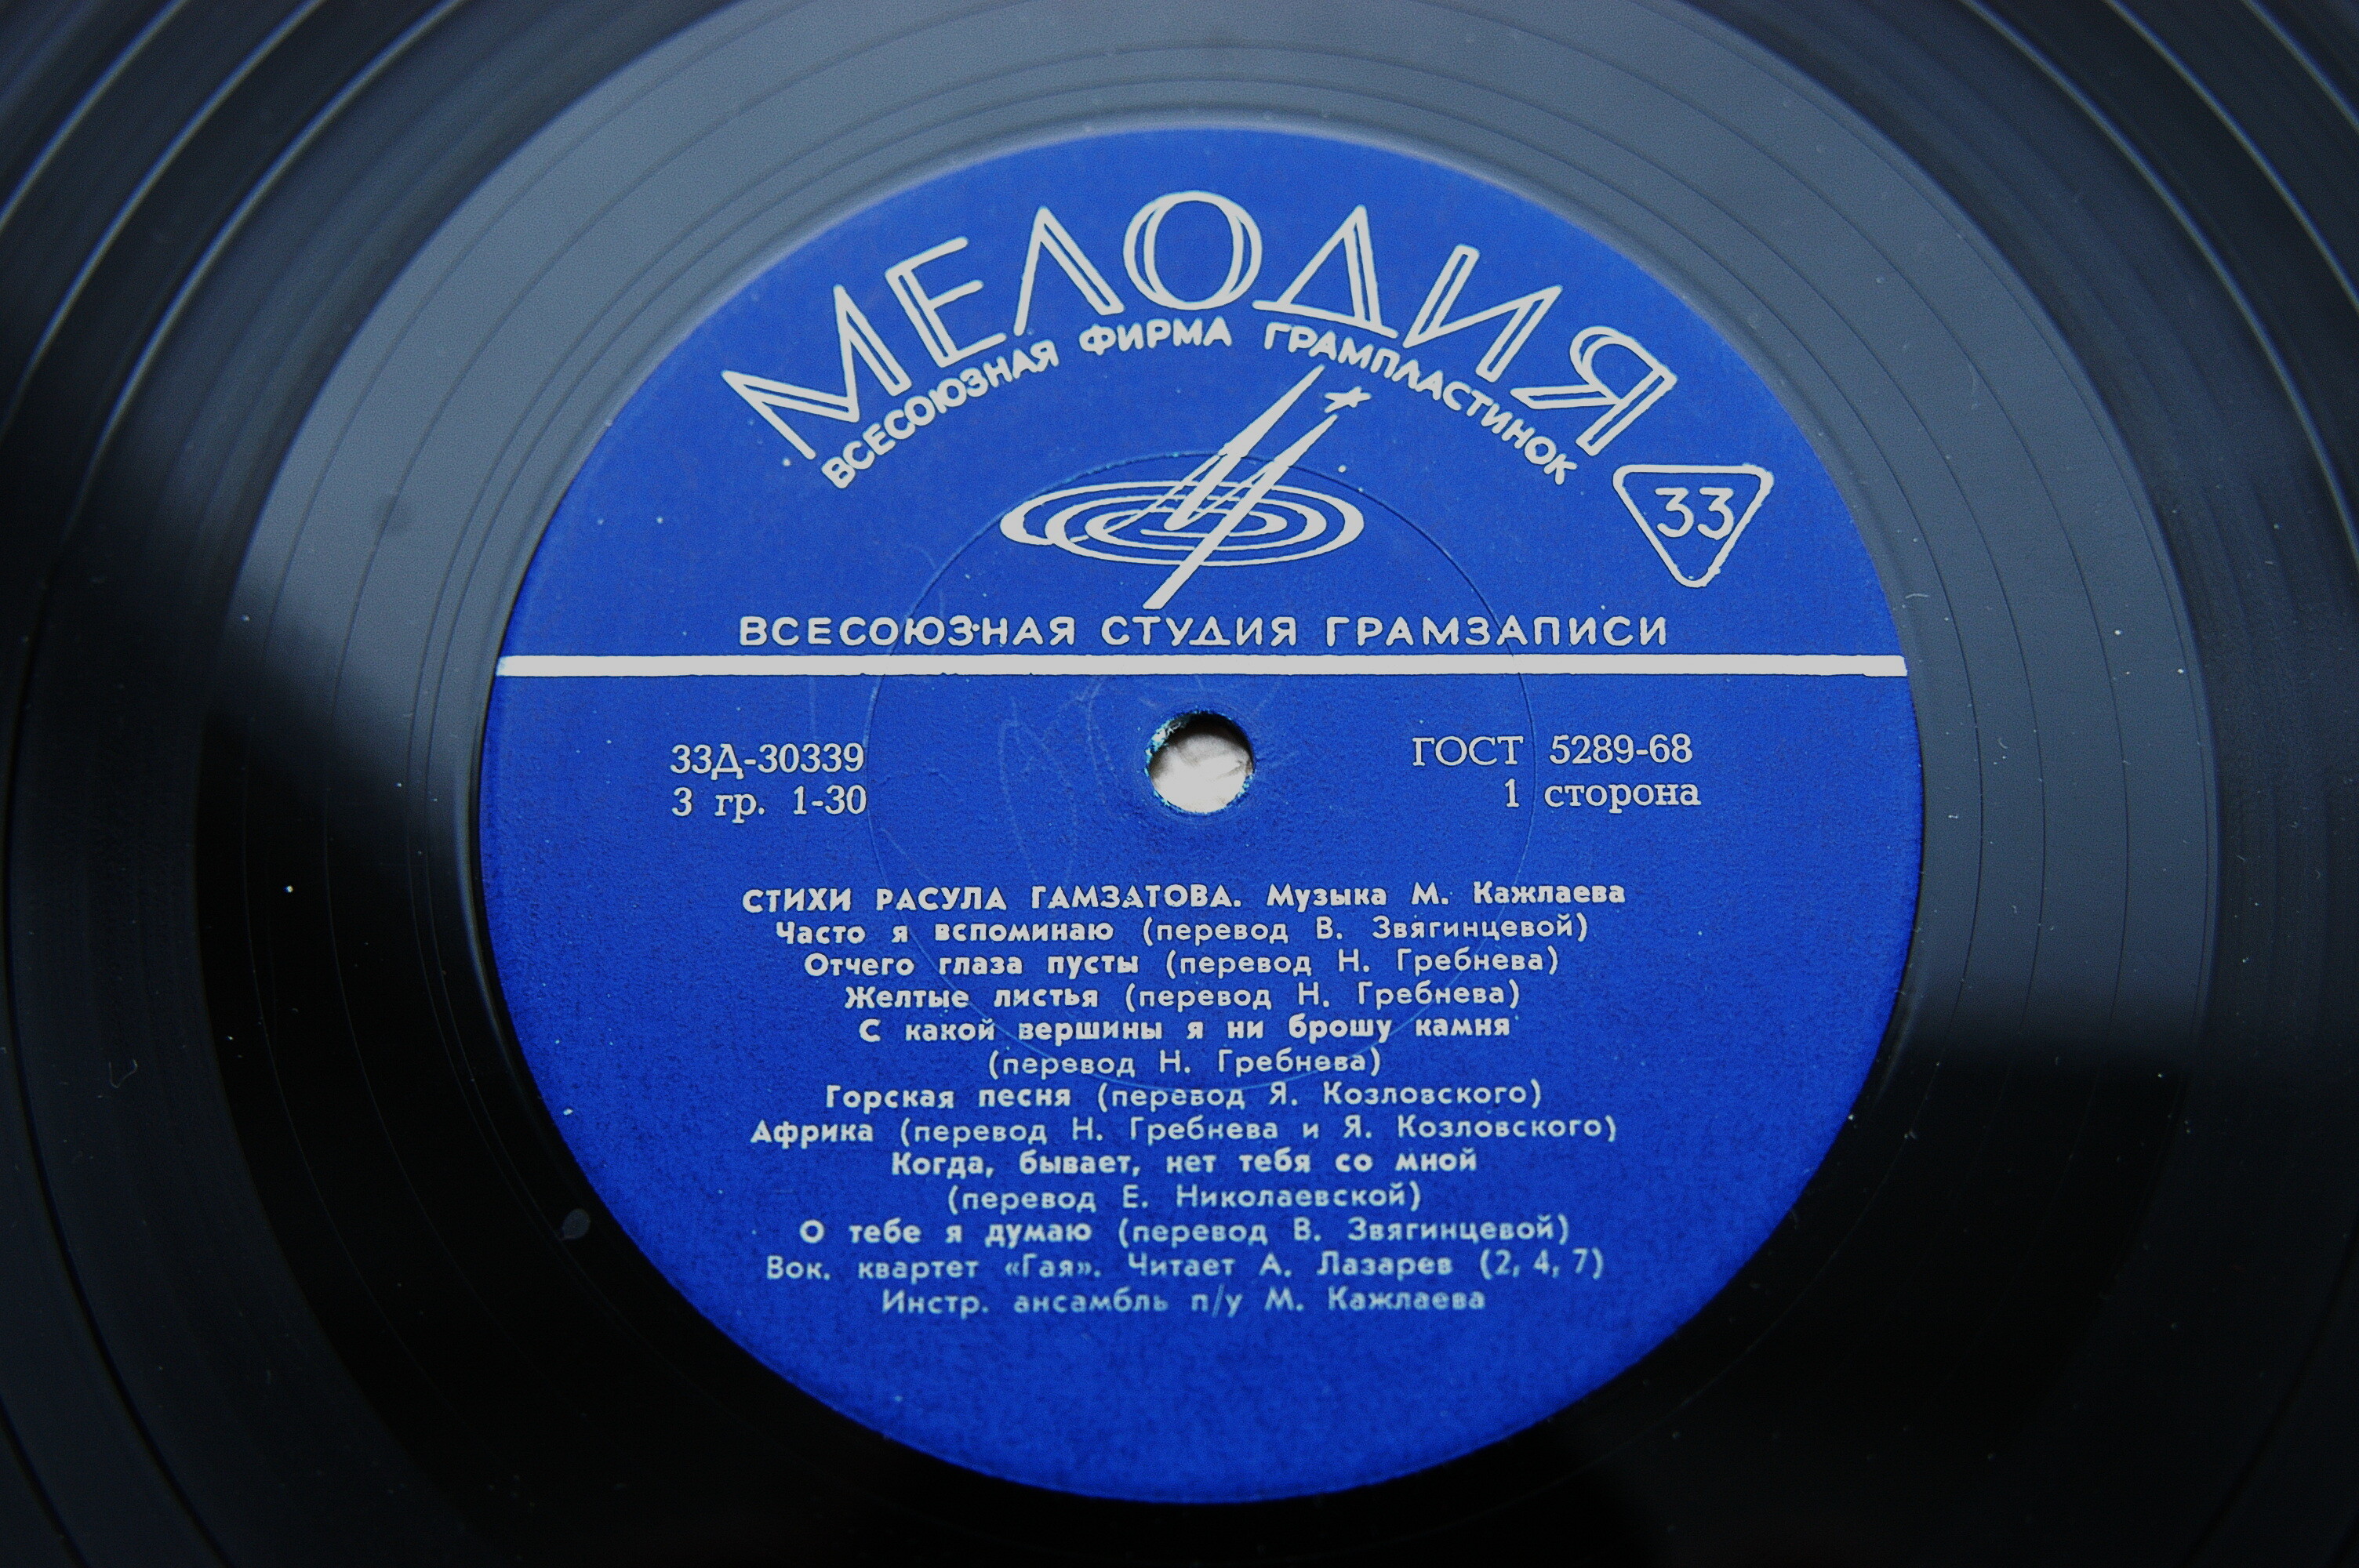 МЕЛОДИЯ
ВСЕСОЮЗНАЯ ФИРМА ГРАМПЛАСТИНОК
33
ВСЕСОЮЗНАЯ СТУДИЯ ГРАМЗАПИСИ
33Д-30339
3 гр. 1-30
ГОСТ 5289-68
1 сторона
СТИХИ РАСУЛА ГАМЗАТОВА. Музыка М. Кажлаева
Часто я вспоминаю (перевод В. Звягинцевой)
Отчего глаза пусты (перевод Н. Гребнева)
Желтые листья (перевод Н. Гребнева)
С какой вершины я ни брошу камня
(перевод Н. Гребнева)
Горская песня (перевод Я. Козловского)
Африка (перевод Н. Гребнева и Я. Козловского)
Когда, бывает, нет тебя со мной
(перевод Е. Николаевской)
О тебе я думаю (перевод В. Звягинцевой)
Вок. квартет «Гая». Читает А. Лазарев (2, 4, 7)
Инстр. ансамбль п/у М. Кажлаева